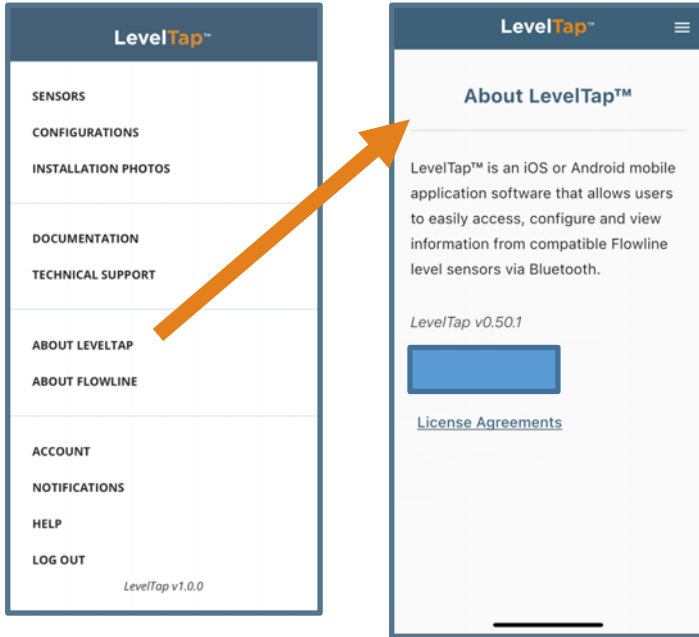 LevelTap™
SENSORS
CONFIGURATIONS
INSTALLATION PHOTOS
DOCUMENTATION
TECHNICAL SUPPORT
ABOUT LEVELTAP
ABOUT FLOWLINE
ACCOUNT
NOTIFICATIONS
HELP
LOG OUT
LevelTap v1.0.0
LevelTap™
About LevelTap™
LevelTap™ is an iOS or Android mobile
application software that allows users
to easily access, configure and view
information from compatible Flowline
level sensors via Bluetooth.
LevelTap v0.50.1
License Agreements